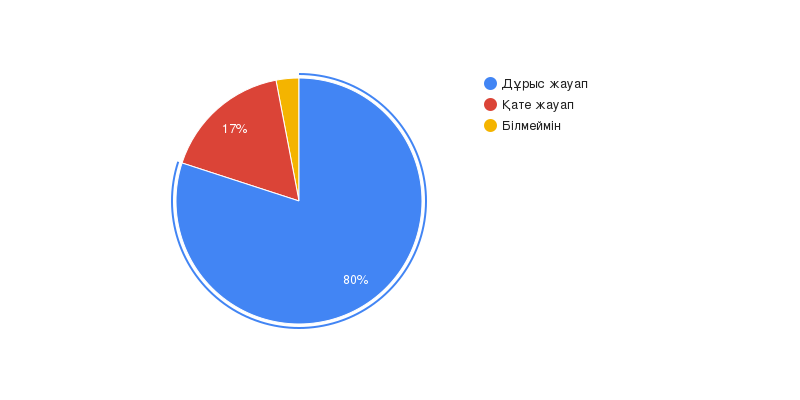 Дұрыс жауап
Қате жауап
Білмеймін
17%
80%